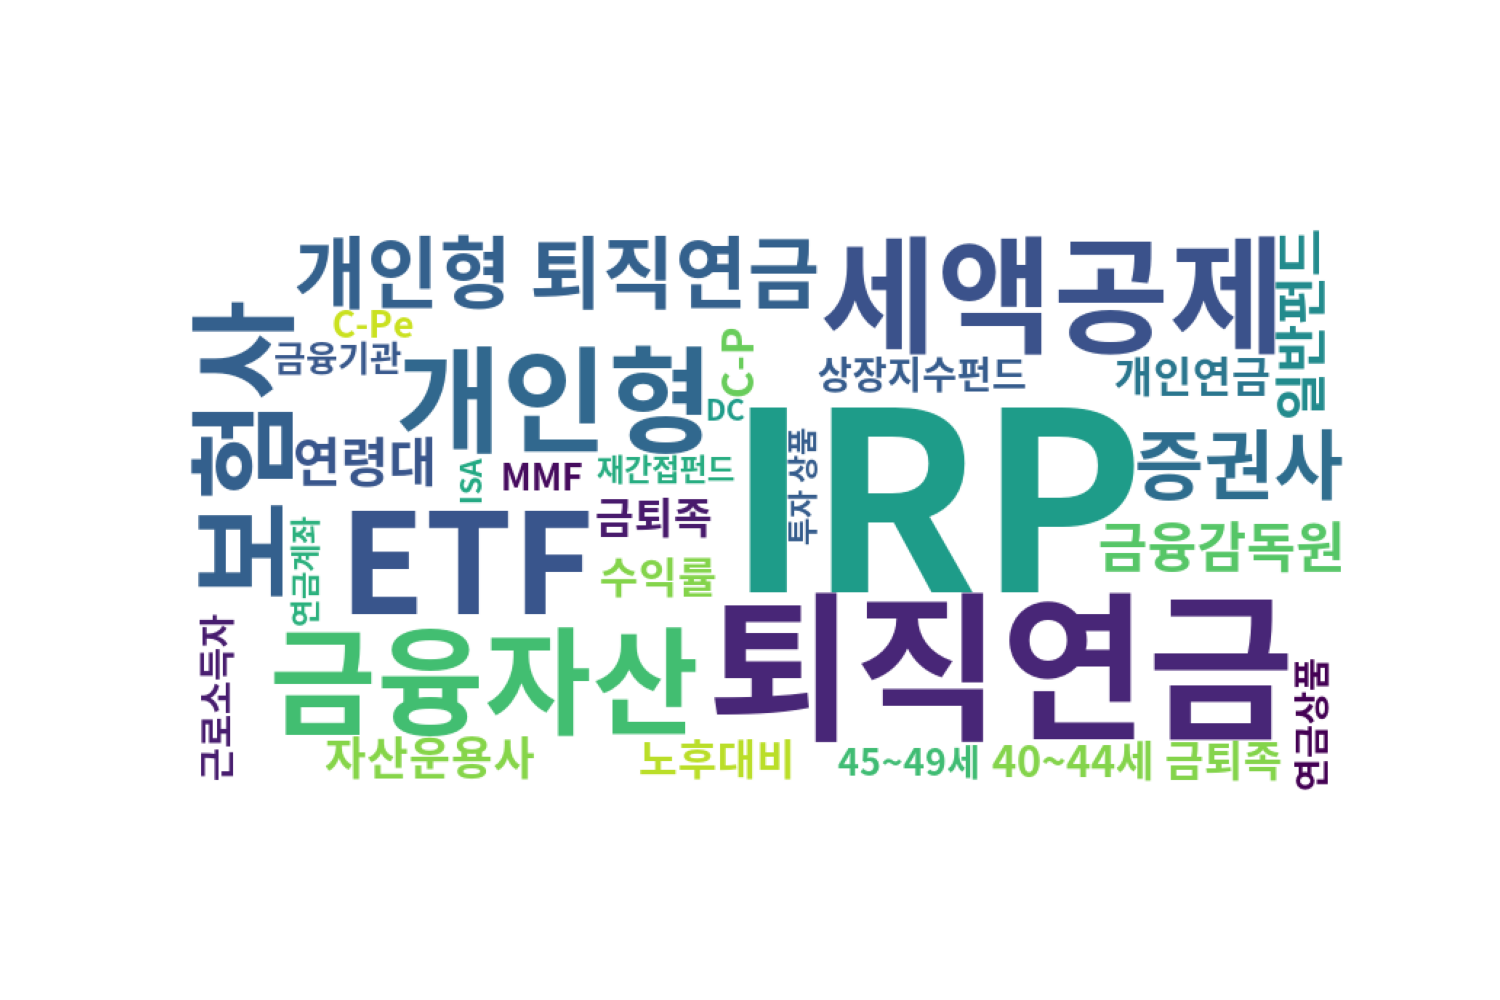 개인형 퇴직연금
세액공제
일반펀드
보험사
C-Pe
금융기관
개인형
C-P
DC
상장지수펀드
개인연금
IRP
연령대
ISA
MMF
재간접펀드
투자 상품
증권사
ETF
금퇴족
수익률
금융감독원
연금계좌
근로소득자
금융자산
퇴직연금
연금상품
자산운용사
노후대비
45~49세
40~44세 금퇴족